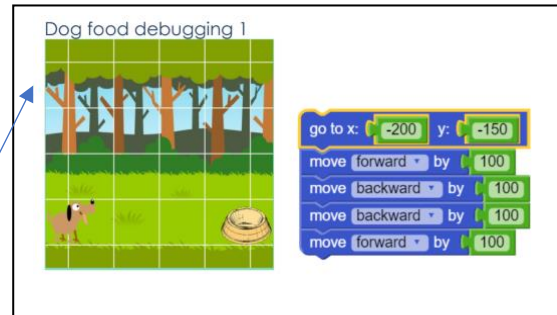 Dog food debugging 1
go to x: -200 y: -150
move forward by 100
move backward by 100
move backward by 100
move forward by 100